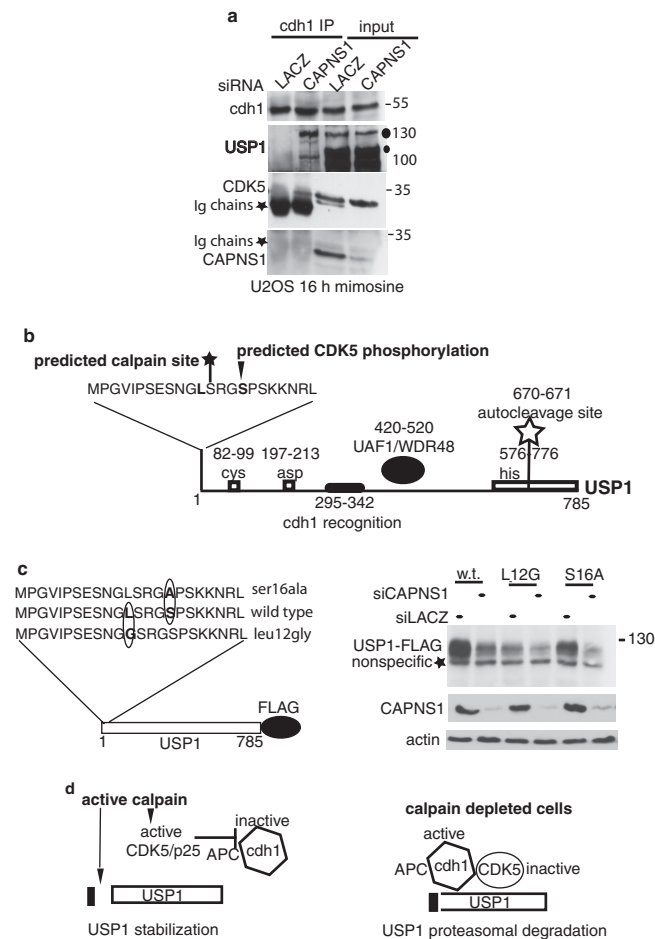 a
cdh1 IP input
siRNA LACZ CAPNS1 LACZ CAPNS1
cdh1 -55
USP1 130
100
CDK5 -35
Ig chains
Ig chains -35
CAPNS1
U2OS 16 h mimosine
b
predicted calpain site predicted CDK5 phosphorylation
MPGVIPSESNGLSRGSPSKKNRL
670-671
autocleavage site
420-520
UAF1/WDR48
82-99 197-213 576-776
cys asp his
USP1
1 295-342 785
cdh1 recognition
c
MPGVIPSESNGLSRGAPSKKNRL ser16ala
MPGVIPSESNGLSRGSPSKKNRL wild type
MPGVIPSESNGGSRGSPSKKNRL leu12gly
FLAG
1 USP1 785
w.t. L12G S16A
siCAPNS1 - - -
siLACZ - - -
USP1-FLAG - 130
nonspecific
CAPNS1
actin
d
active calpain
active inactive
CDK5/p25 APC cdh1
USP1
USP1 stabilization
calpain depleted cells
active
APC cdh1 CDK5 inactive
USP1
USP1 proteasomal degradation